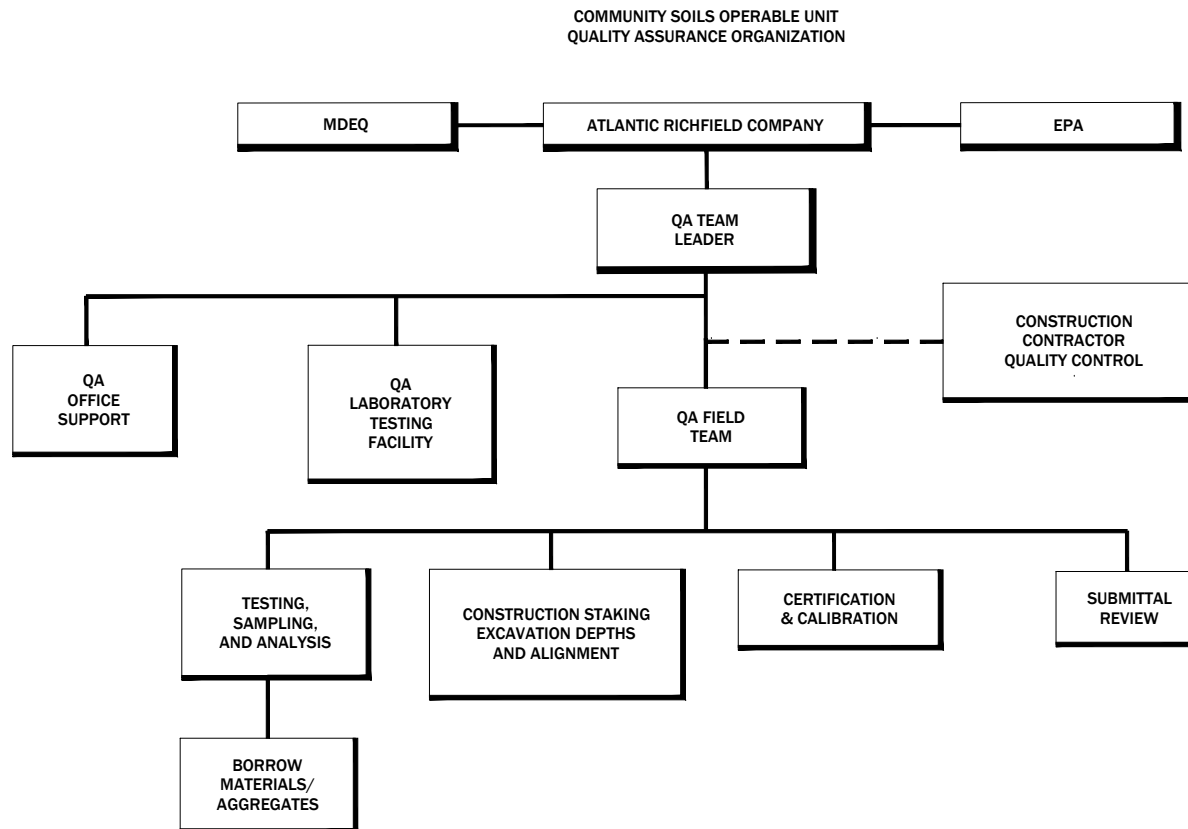 COMMUNITY SOILS OPERABLE UNIT
QUALITY ASSURANCE ORGANIZATION
MDEQ
ATLANTIC RICHFIELD COMPANY
EPA
QA TEAM
LEADER
CONSTRUCTION
CONTRACTOR
QUALITY CONTROL
QA
OFFICE
SUPPORT
QA
LABORATORY
TESTING
FACILITY
QA FIELD
TEAM
TESTING,
SAMPLING,
AND ANALYSIS
CONSTRUCTION STAKING
EXCAVATION DEPTHS
AND ALIGNMENT
CERTIFICATION
& CALIBRATION
SUBMITTAL
REVIEW
BORROW
MATERIALS/
AGGREGATES